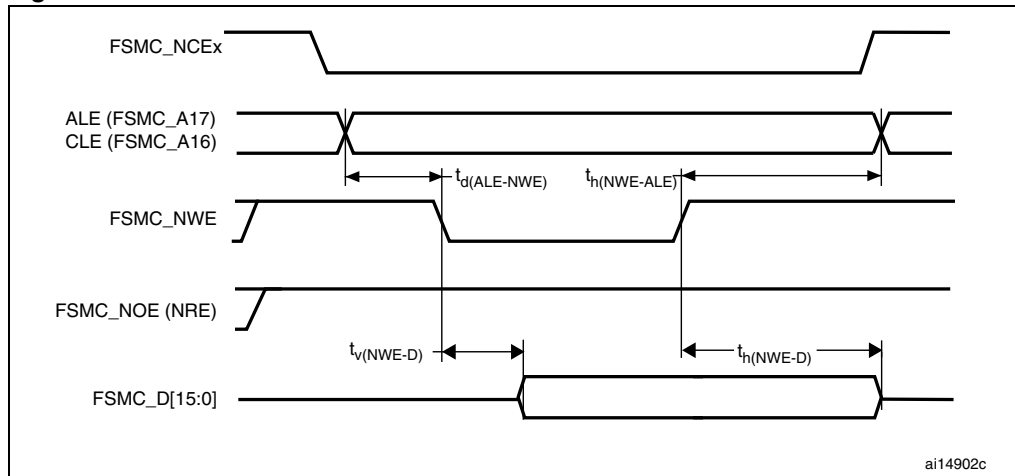 FSMC_NCEx
ALE (FSMC_A17)
CLE (FSMC_A16)
td(ALE-NWE)
th(NWE-ALE)
FSMC_NWE
FSMC_NOE (NRE)
tv(NWE-D)
th(NWE-D)
FSMC_D[15:0]
ai14902c